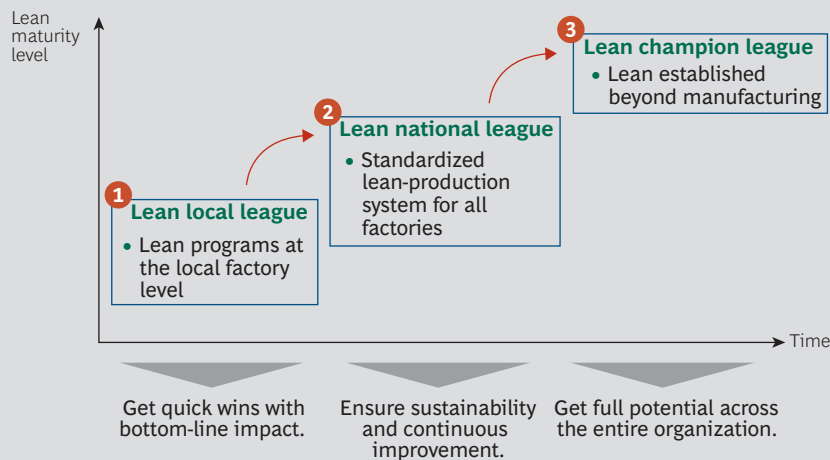 Lean
maturity
level
3
Lean champion league
• Lean established
beyond manufacturing
2
Lean national league
• Standardized
lean-production
system for all
factories
1
Lean local league
• Lean programs at
the local factory
level
Time
Get quick wins with
bottom-line impact.
Ensure sustainability
and continuous
improvement.
Get full potential across
the entire organization.